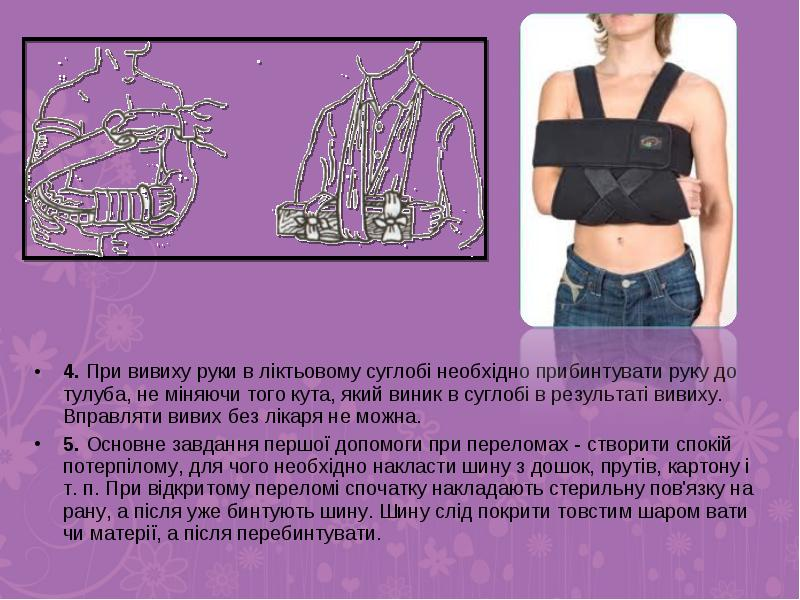 • 4. При вивиху руки в ліктьовому суглобі необхідно прибинтувати руку до
тулуба, не міняючи того кута, який виник в суглобі в результаті вивиху.
Вправляти вивих без лікаря не можна.
• 5. Основне завдання першої допомоги при переломах - створити спокій
потерпілому, для чого необхідно накласти шину з дошок, прутів, картону і
т. п. При відкритому переломі спочатку накладають стерильну пов'язку на
рану, а після уже бинтують шину. Шину слід покрити товстим шаром вати
чи матерії, а після перебинтувати.